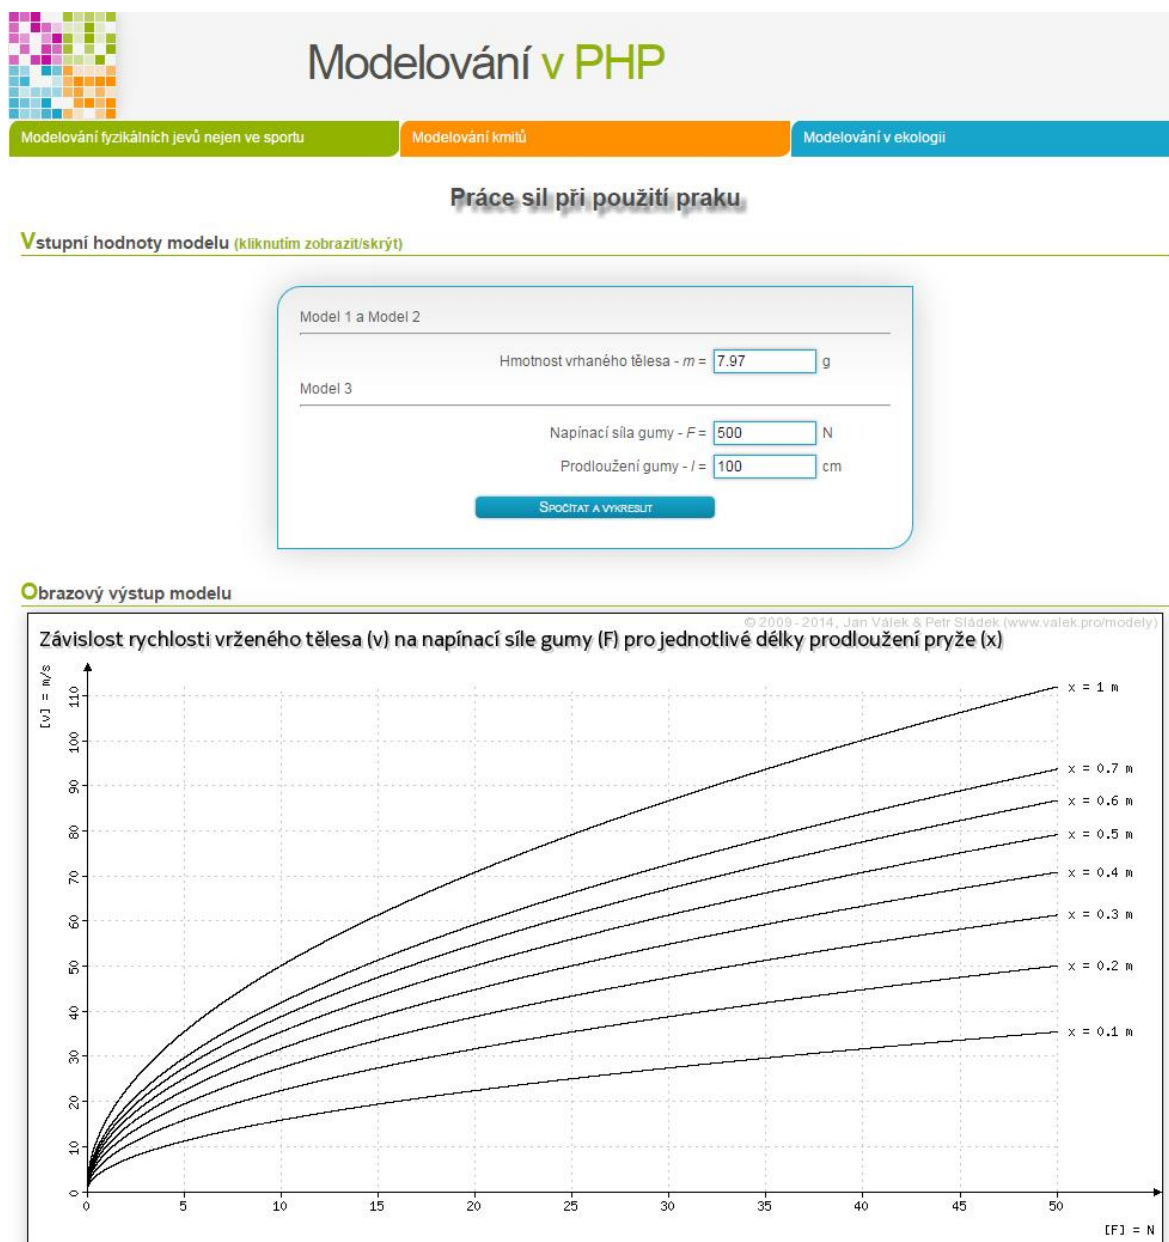 Modelování v PHP
Modelování fyzikálních jevů nejen ve sportu
Modelování kmitů
Modelování v ekologii
Práce sil při použití praku
Vstupní hodnoty modelu (kliknutím zobrazit/skrýt)
Model 1 a Model 2
Hmotnost vrhaného tělesa - m = 7.97 g
Model 3
Napínací síla gumy - F = 500 N
Prodloužení gumy - l = 100 cm
SPOČÍTAT A VYKRESLIT
Obrazový výstup modelu
© 2009 - 2014, Jan Válek & Petr Sládek (www.valek.pro/modely)
Závislost rychlosti vrženého tělesa (v) na napínací síle gumy (F) pro jednotlivé délky prodloužení pryže (x)
[v] = m/s
110
100
90
80
70
60
50
40
30
20
10
0
x = 1 m
x = 0.7 m
x = 0.6 m
x = 0.5 m
x = 0.4 m
x = 0.3 m
x = 0.2 m
x = 0.1 m
0 5 10 15 20 25 30 35 40 45 50
[F] = N